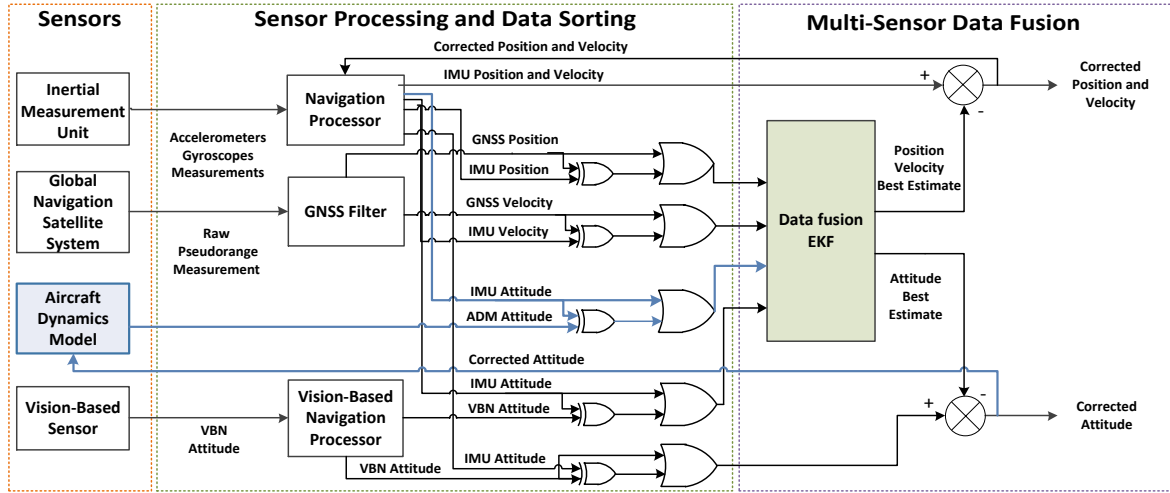 Sensors
Sensor Processing and Data Sorting
Multi-Sensor Data Fusion
Corrected Position and Velocity
IMU Position and Velocity
+
-
Corrected
Position and
Velocity
Inertial
Measurement
Unit
Navigation
Processor
Accelerometers
Gyroscopes
Measurements
GNSS Position
IMU Position
Global
Navigation
Satellite
System
GNSS Filter
Raw
Pseudorange
Measurement
GNSS Velocity
IMU Velocity
Data fusion
EKF
Position
Velocity
Best Estimate
Attitude
Best
Estimate
Aircraft
Dynamics
Model
IMU Attitude
ADM Attitude
Corrected Attitude
Vision-Based
Sensor
VBN
Attitude
Vision-Based
Navigation
Processor
IMU Attitude
VBN Attitude
IMU Attitude
VBN Attitude
+
-
Corrected
Attitude